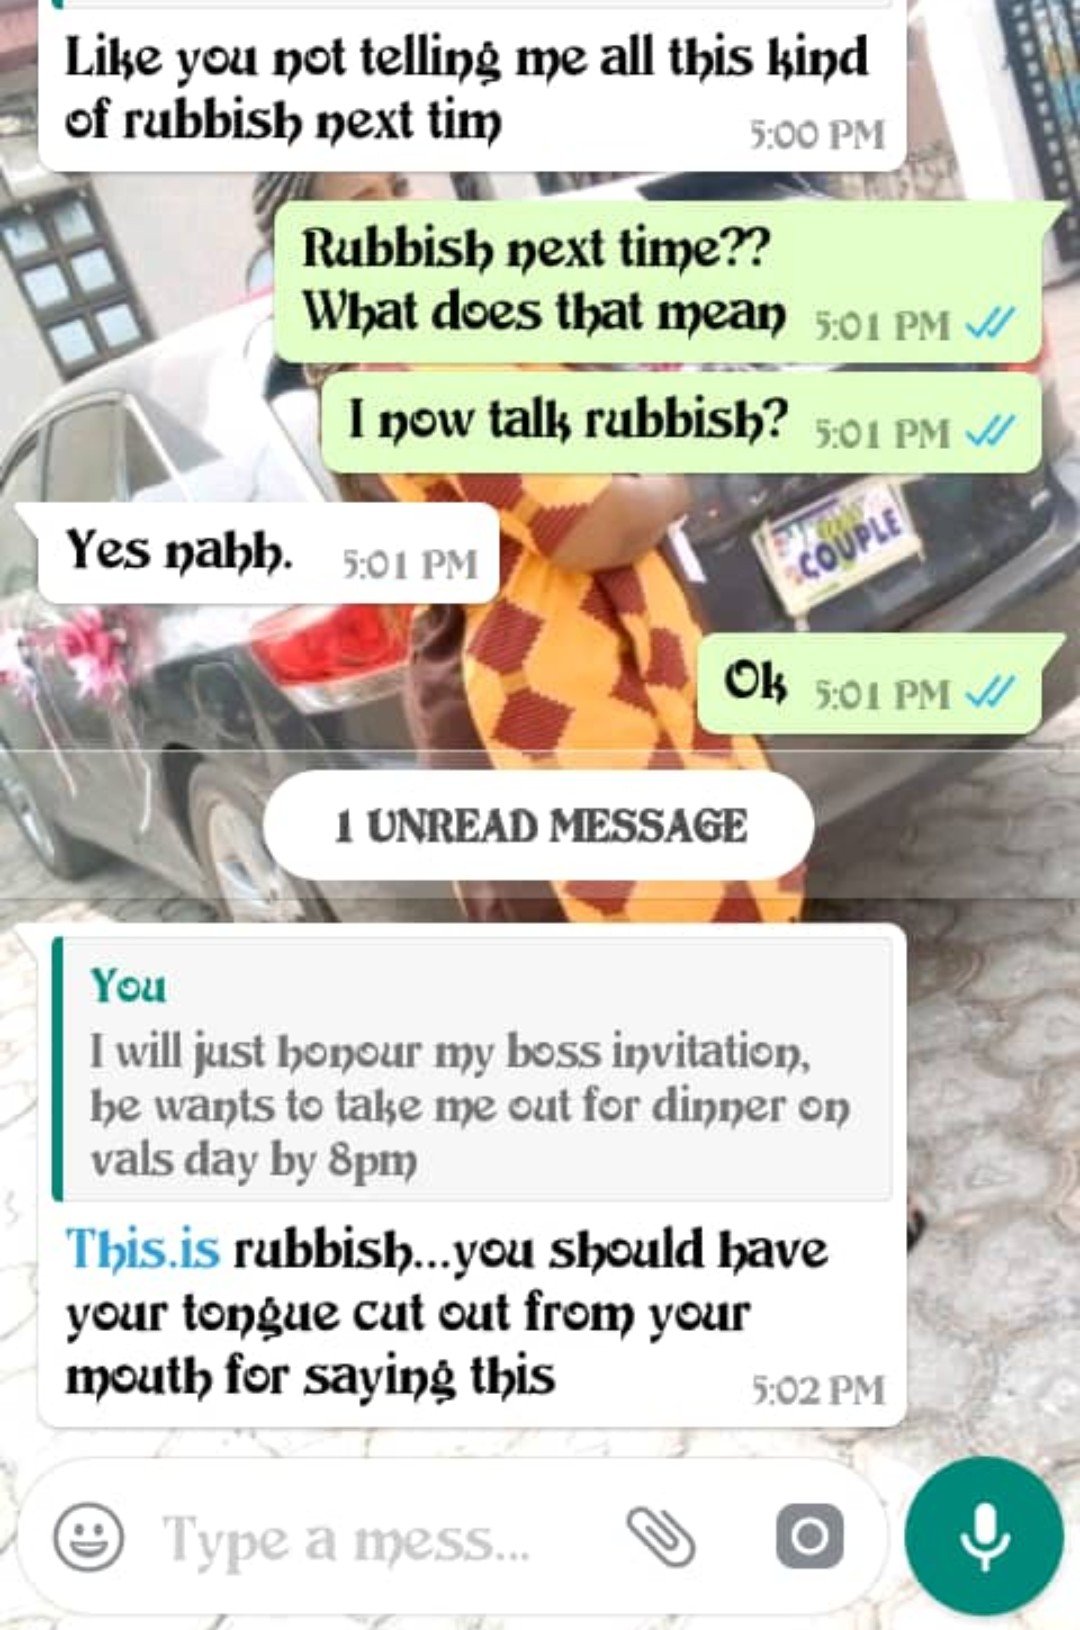 Like you not telling me all this kind
of rubbish next tim
5:00 PM
Rubbish next time??
What does that mean 5:01 PM
I now talk rubbish? 5:01 PM
Yes nahh. 5:01 PM
COUPLE
Ok 5:01 PM
1 UNREAD MESSAGE
You
I will just honour my boss invitation,
he wants to take me out for dinner on
vals day by 8pm
This.is rubbish...you should have
your tongue cut out from your
mouth for saying this
5:02 PM
Type a mess...